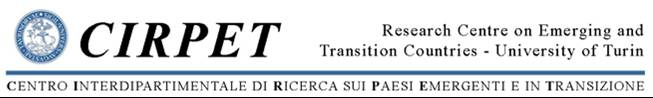 CIRPET
Research Centre on Emerging and
Transition Countries - University of Turin
CENTRO INTERDIPARTIMENTALE DI RICERCA SUI PAESI EMERGENTI E IN TRANSIZIONE